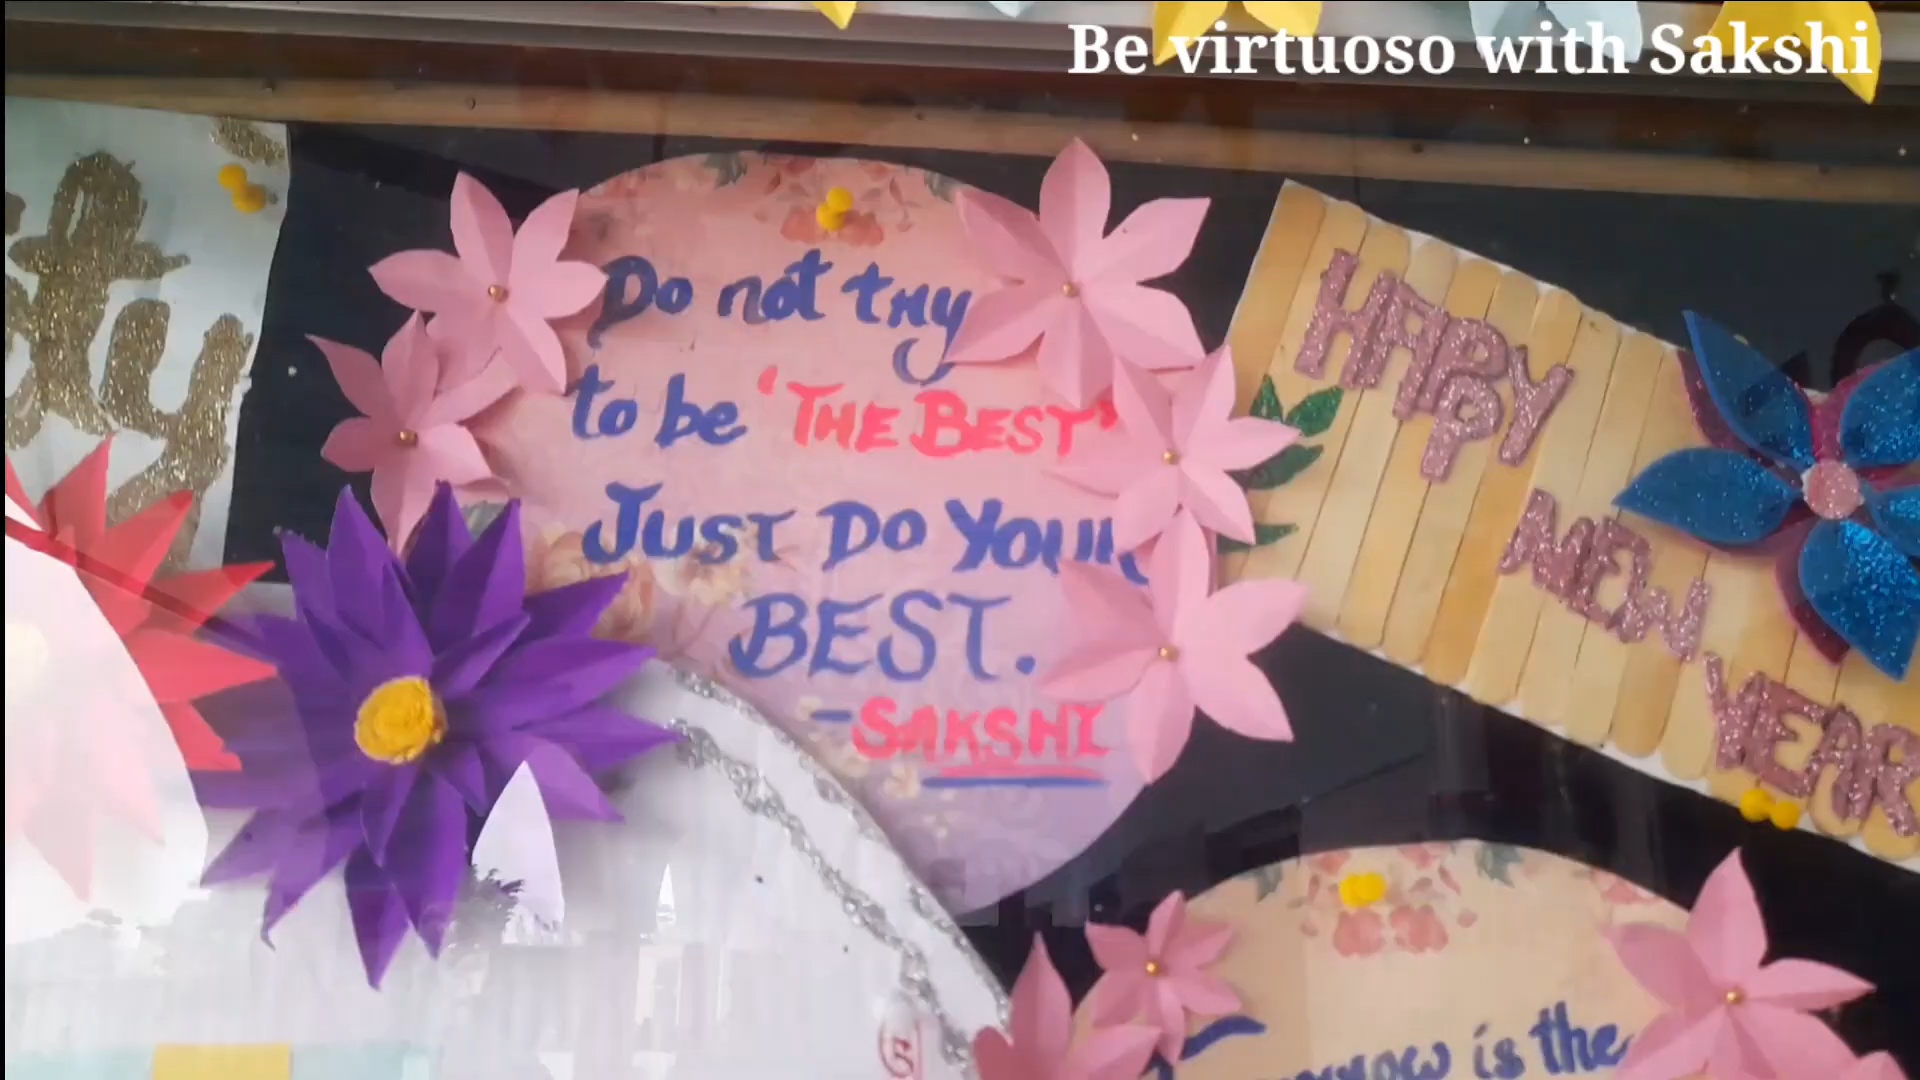 Be virtuoso with Sakshi
Do not try
to be 'THE BEST'
JUST DO YOUR
BEST.
-SAKSHI
HAPPY
NEW
YEAR
is the